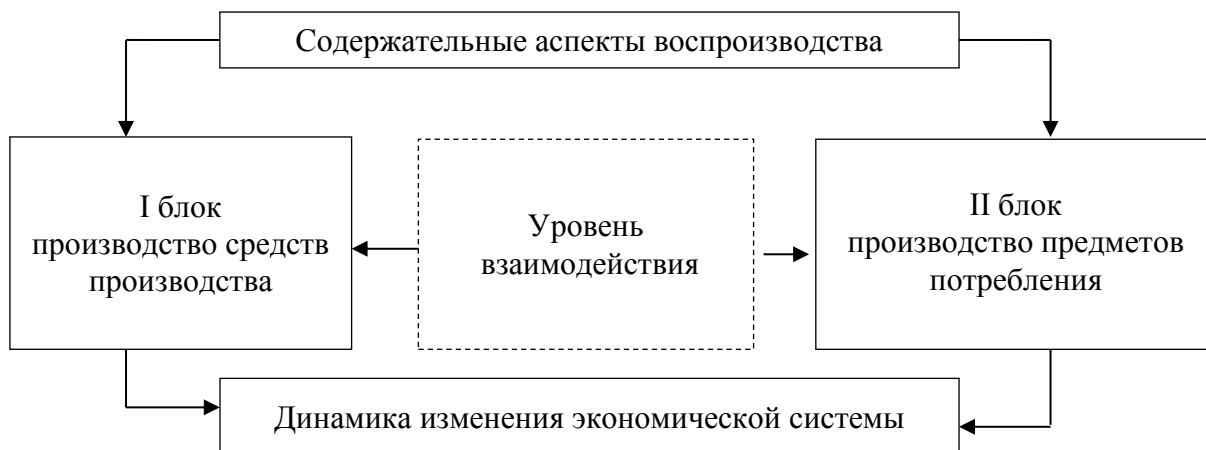 Содержательные аспекты воспроизводства
I блок
производство средств
производства
Уровень
взаимодействия
II блок
производство предметов
потребления
Динамика изменения экономической системы